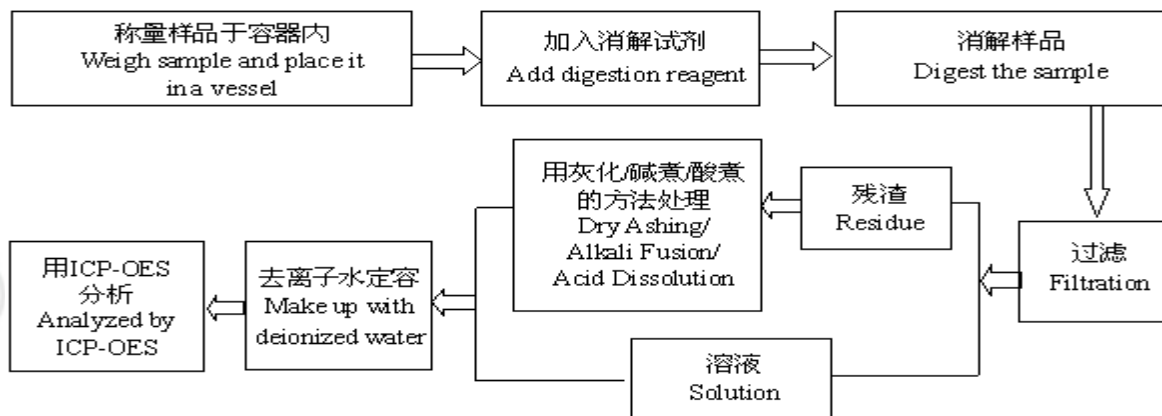 称量样品于容器内
Weigh sample and place it
in a vessel
加入消解试剂
Add digestion reagent
消解样品
Digest the sample
过滤
Filtration
残渣
Residue
溶液
Solution
用灰化/碱煮/酸煮
的方法处理
Dry Ashing/
Alkali Fusion/
Acid Dissolution
去离子水定容
Make up with
deionized water
用ICP-OES
分析
Analyzed by
ICP-OES